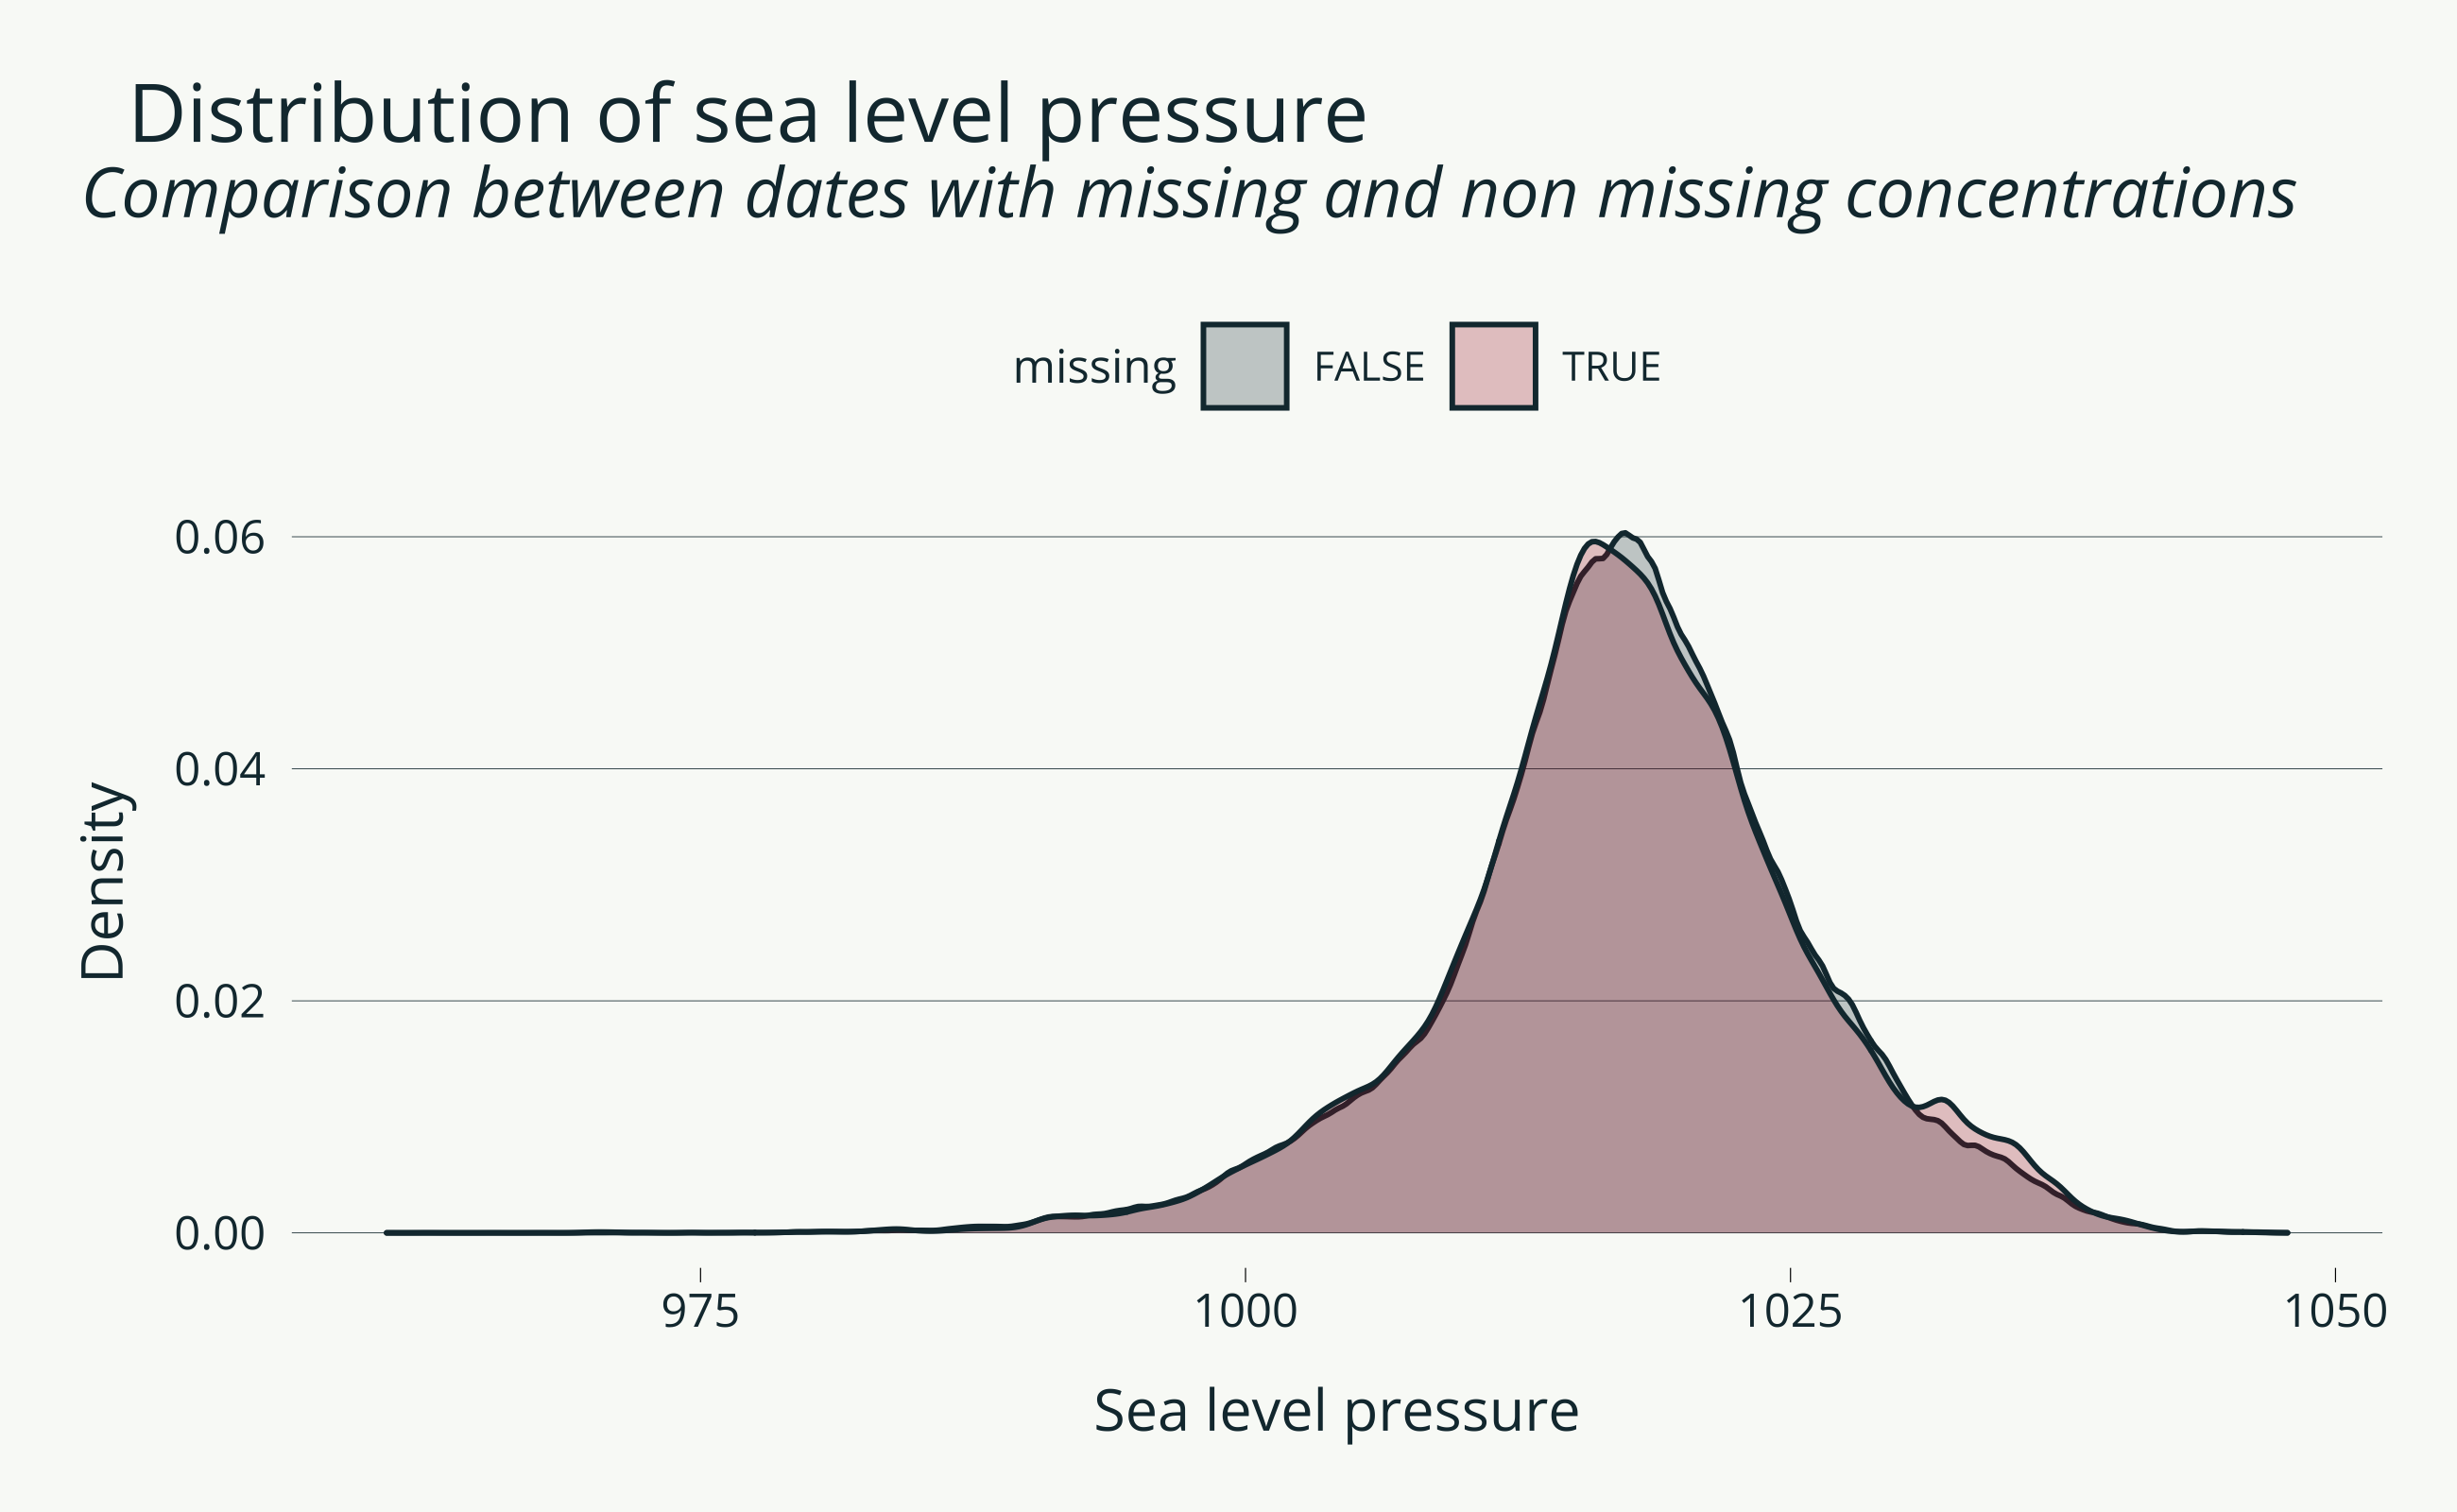 Distribution of sea level pressure
Comparison between dates with missing and non missing concentrations
missing FALSE TRUE
0.06
0.04
0.02
0.00
Density
975 1000 1025 1050
Sea level pressure